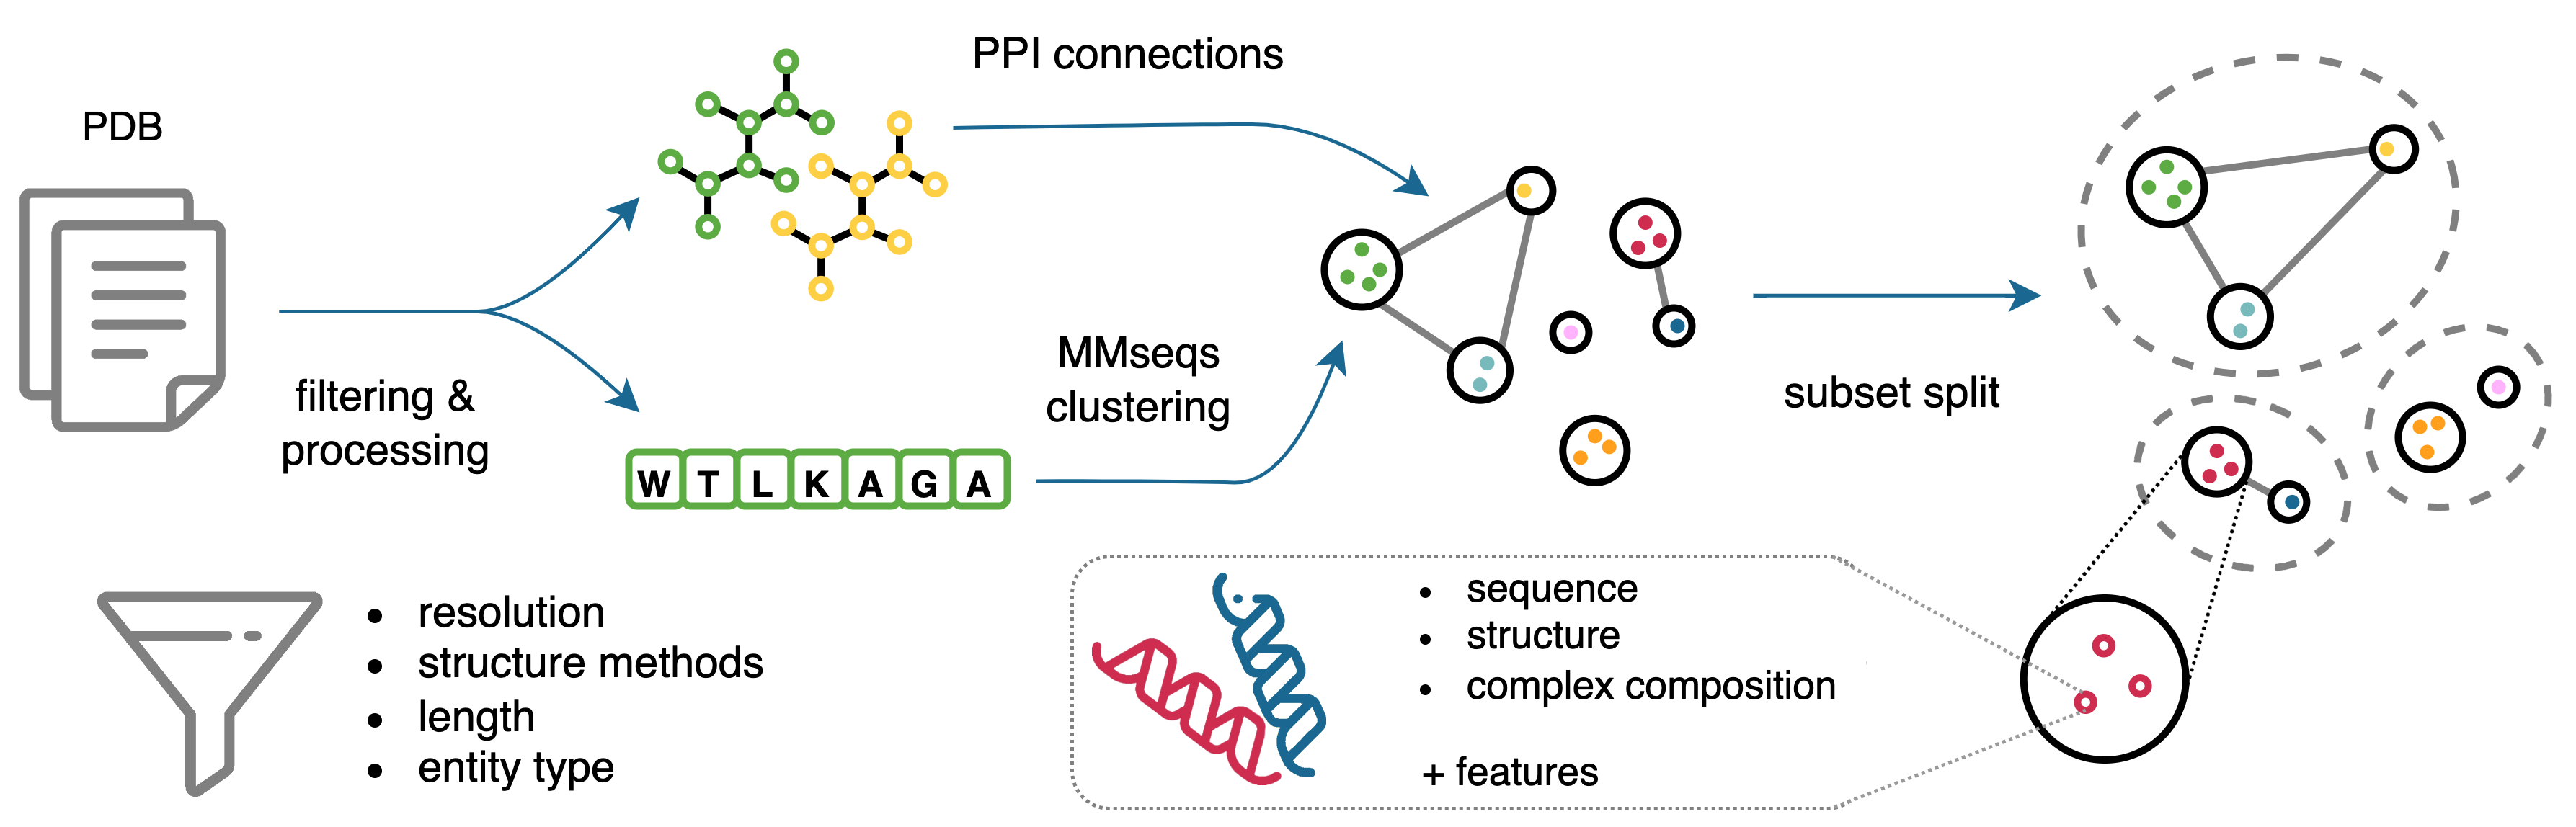 PDB
filtering &
processing
PPI connections
W T L K A G A
MMseqs
clustering
subset split
• resolution
• structure methods
• length
• entity type
• sequence
• structure
• complex composition
+ features